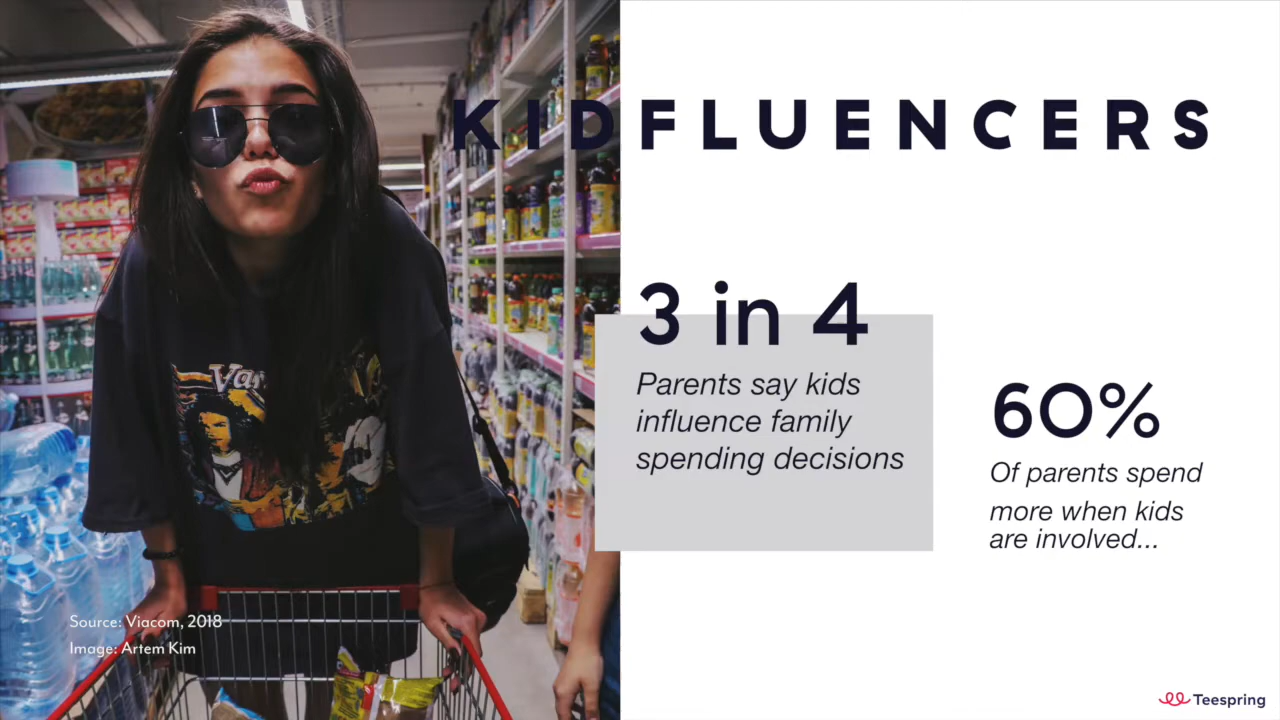 KIDFLUENCERS
3 in 4
Parents say kids
influence family
spending decisions
60%
Of parents spend
more when kids
are involved...
Source: Viacom, 2018
Image: Artem Kim
Teespring